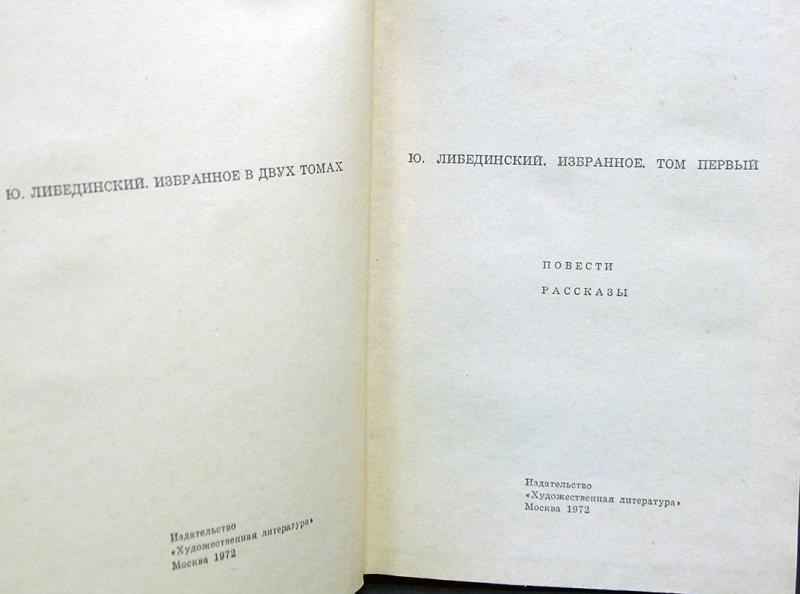 Ю. ЛИБЕДИНСКИЙ. ИЗБРАННОЕ В ДВУХ ТОМАХ
Издательство
«Художественная литература»
Москва 1972
Ю. ЛИБЕДИНСКИЙ. ИЗБРАННОЕ. ТОМ ПЕРВЫЙ
ПОВЕСТИ
РАССКАЗЫ
Издательство
«Художественная литература»
Москва 1972